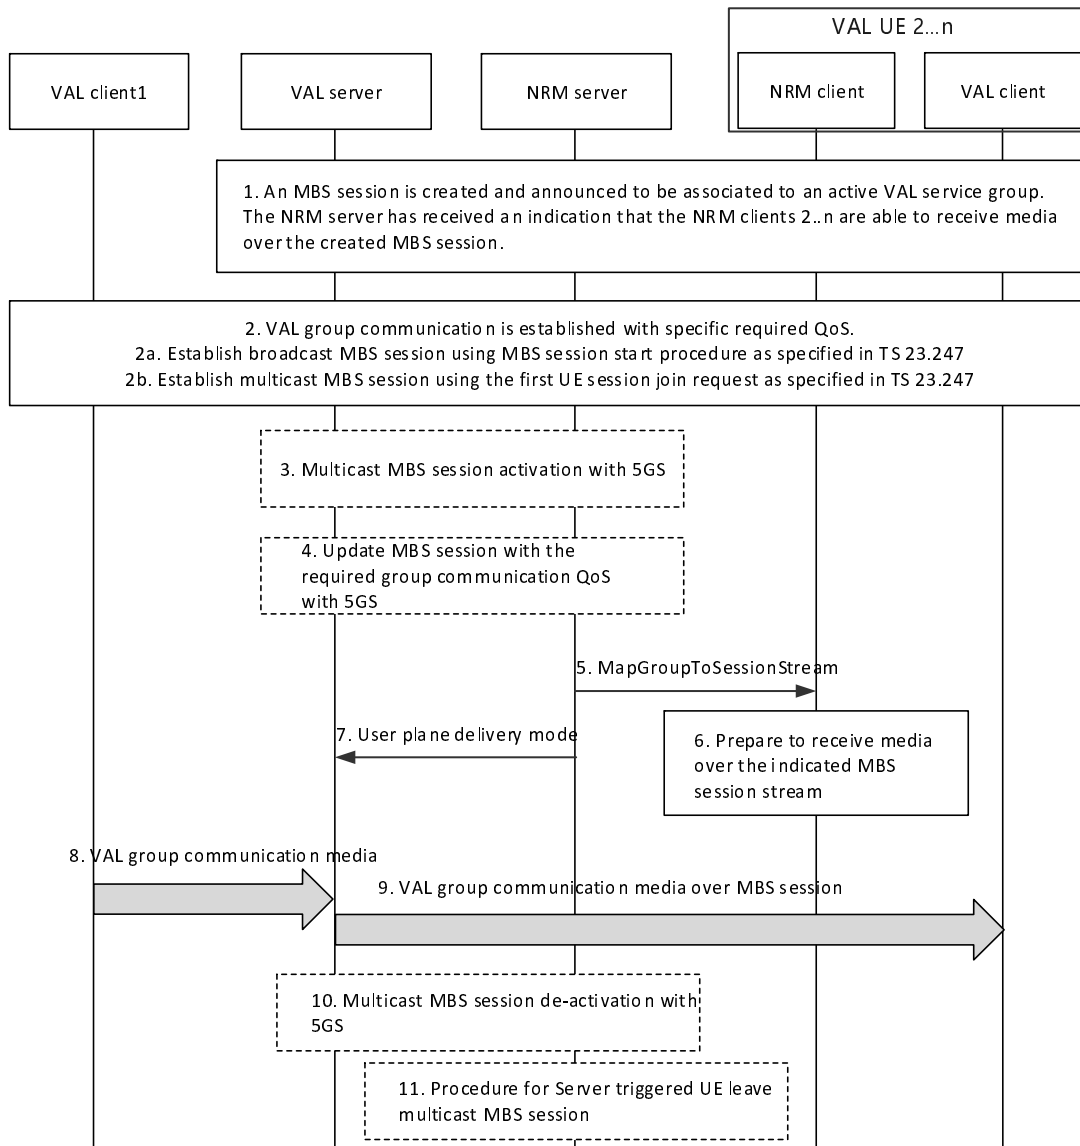 VAL UE 2...n
VAL client1
VAL server
NRM server
NRM client
VAL client
1. An MBS session is created and announced to be associated to an active VAL service group.
The NRM server has received an indication that the NRM clients 2..n are able to receive media
over the created MBS session.
2. VAL group communication is established with specific required QoS.
2a. Establish broadcast MBS session using MBS session start procedure as specified in TS 23.247
2b. Establish multicast MBS session using the first UE session join request as specified in TS 23.247
3. Multicast MBS session activation with 5GS
4. Update MBS session with the
required group communication QoS
with 5GS
5. MapGroupToSessionStream
7. User plane delivery mode
6. Prepare to receive media
over the indicated MBS
session stream
8. VAL group communication media
9. VAL group communication media over MBS session
10. Multicast MBS session de-activation with
5GS
11. Procedure for Server triggered UE leave
multicast MBS session